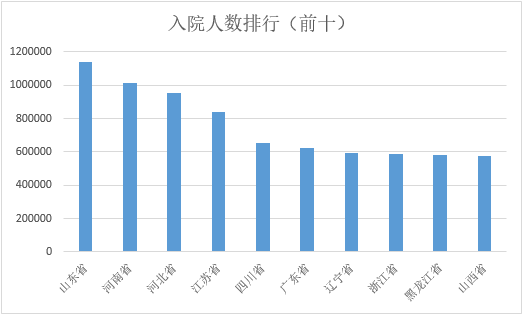 入院人数排行（前十）
1200000
1000000
800000
600000
400000
200000
0
山东省
河南省
河北省
江苏省
四川省
广东省
辽宁省
浙江省
黑龙江省
山西省